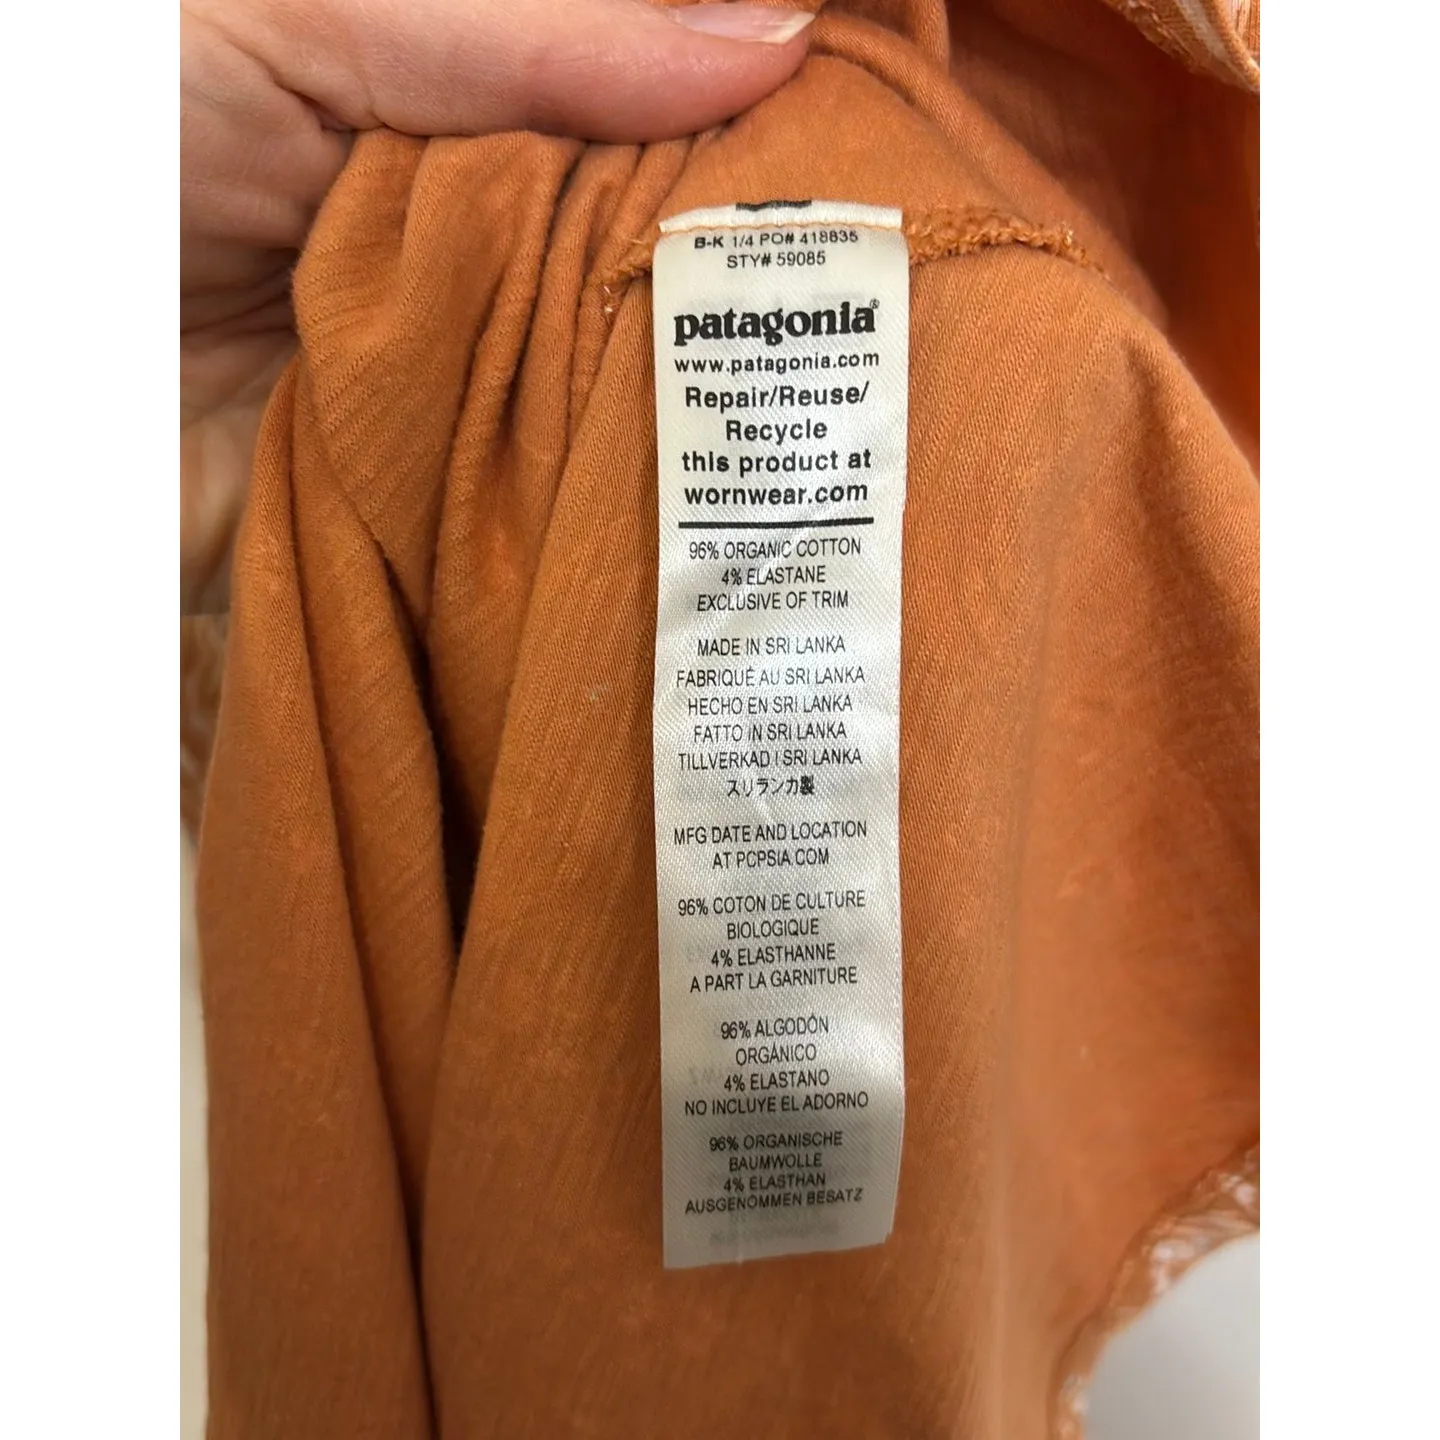 B-K 1/4 PO# 418835
STY# 59085
patagonia®
www.patagonia.com
Repair/Reuse/
Recycle
this product at
wornwear.com
96% ORGANIC COTTON
4% ELASTANE
EXCLUSIVE OF TRIM
MADE IN SRI LANKA
FABRIQUÉ AU SRI LANKA
HECHO EN SRI LANKA
FATTO IN SRI LANKA
TILLVERKAD I SRI LANKA
スリランカ製
MFG DATE AND LOCATION
AT PCPSIA.COM
96% COTON DE CULTURE
BIOLOGIQUE
4% ELASTHANNE
A PART LA GARNITURE
96% ALGODÓN
ORGÁNICO
4% ELASTANO
NO INCLUYE EL ADORNO
96% ORGANISCHE
BAUMWOLLE
4% ELASTHAN
AUSGENOMMEN BESATZ